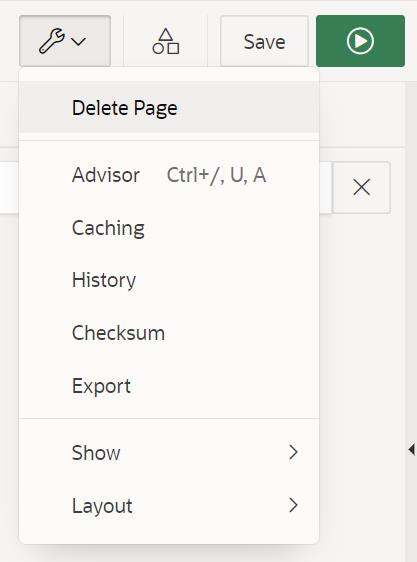 Save
Delete Page
Advisor Ctrl+/, U, A
Caching
History
Checksum
Export
Show
Layout